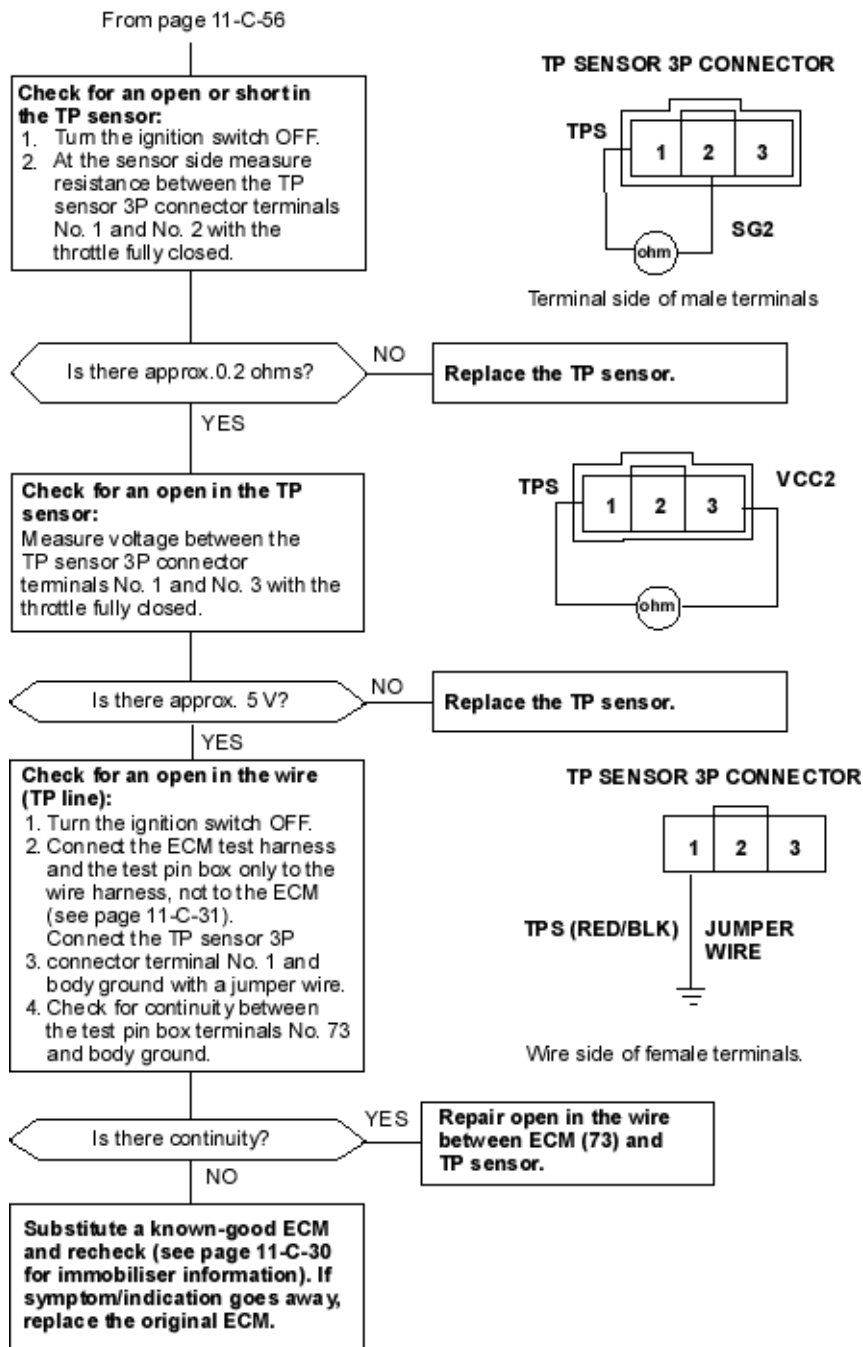 From page 11-C-56
Check for an open or short in
the TP sensor:
1. Turn the ignition switch OFF.
2. At the sensor side measure
resistance between the TP
sensor 3P connector terminals
No. 1 and No. 2 with the
throttle fully closed.
TP SENSOR 3P CONNECTOR
TPS
1 2 3
SG2
ohm
Terminal side of male terminals
Is there approx.0.2 ohms?
NO
Replace the TP sensor.
YES
Check for an open in the TP
sensor:
Measure voltage between the
TP sensor 3P connector
terminals No. 1 and No. 3 with the
throttle fully closed.
TPS
1 2 3
VCC2
ohm
Is there approx. 5 V?
NO
Replace the TP sensor.
YES
Check for an open in the wire
(TP line):
1. Turn the ignition switch OFF.
2. Connect the ECM test harness
and the test pin box only to the
wire harness, not to the ECM
(see page 11-C-31).
Connect the TP sensor 3P
3. connector terminal No. 1 and
body ground with a jumper wire.
4. Check for continuity between
the test pin box terminals No. 73
and body ground.
TP SENSOR 3P CONNECTOR
1 2 3
TPS (RED/BLK)
JUMPER
WIRE
Wire side of female terminals.
Is there continuity?
YES
Repair open in the wire
between ECM (73) and
TP sensor.
NO
Substitute a known-good ECM
and recheck (see page 11-C-30
for immobiliser information). If
symptom/indication goes away,
replace the original ECM.